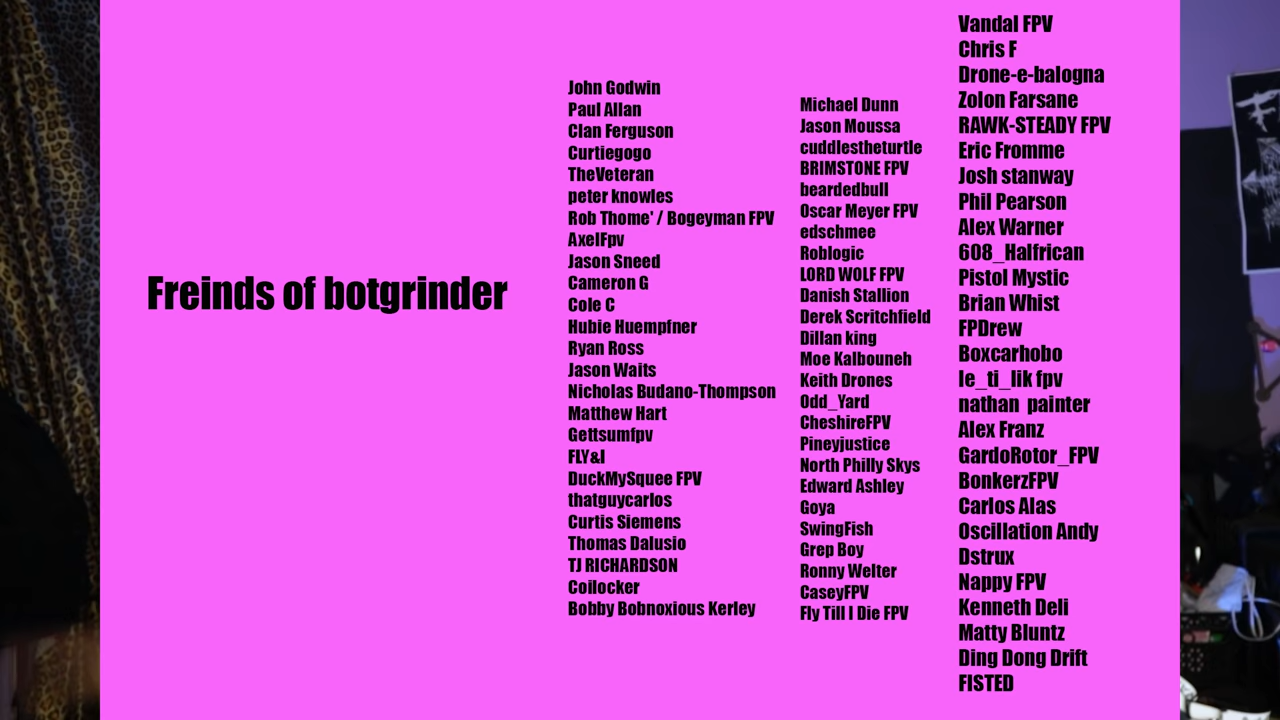 Freinds of botgrinder
John Godwin
Paul Allan
Clan Ferguson
Curtiegogo
TheVeteran
peter knowles
Rob Thome' / Bogeyman FPV
AxelFpv
Jason Sneed
Cameron G
Cole C
Hubie Huempfner
Ryan Ross
Jason Waits
Nicholas Budano-Thompson
Matthew Hart
Gettsumfpv
FLY&I
DuckMySquee FPV
thatguycarlos
Curtis Siemens
Thomas Dalusio
TJ RICHARDSON
Coilocker
Bobby Bobnoxious Kerley
Michael Dunn
Jason Moussa
cuddlestheturtle
BRIMSTONE FPV
beardedbull
Oscar Meyer FPV
edschmee
Roblogic
LORD WOLF FPV
Danish Stallion
Derek Scritchfield
Dillan king
Moe Kalbouneh
Keith Drones
Odd_Yard
CheshireFPV
Pineyjustice
North Philly Skys
Edward Ashley
Goya
SwingFish
Grep Boy
Ronny Welter
CaseyFPV
Fly Till I Die FPV
Vandal FPV
Chris F
Drone-e-balogna
Zolon Farsane
RAWK-STEADY FPV
Eric Fromme
Josh stanway
Phil Pearson
Alex Warner
608_Halfrican
Pistol Mystic
Brian Whist
FPDrew
Boxcarhobo
le_ti_lik fpv
nathan  painter
Alex Franz
GardoRotor_FPV
BonkerzFPV
Carlos Alas
Oscillation Andy
Dstrux
Nappy FPV
Kenneth Deli
Matty Bluntz
Ding Dong Drift
FISTED